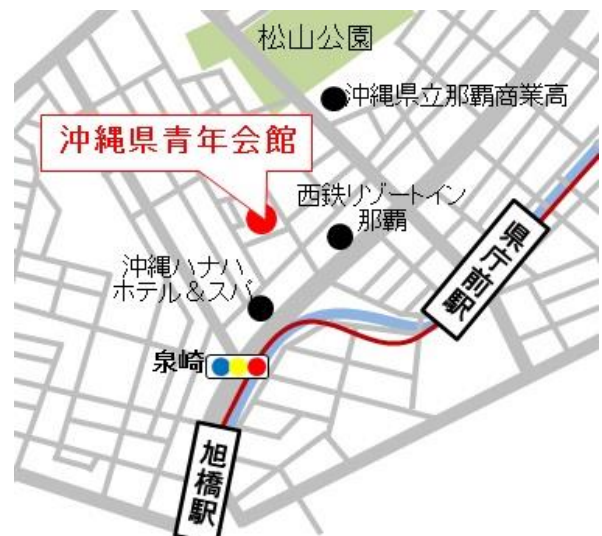 松山公園
沖縄県立那覇商業高
沖縄県青年会館
西鉄リゾートイン
那覇
県庁前駅
沖縄ハナハ
ホテル&スパ
泉崎
旭橋駅